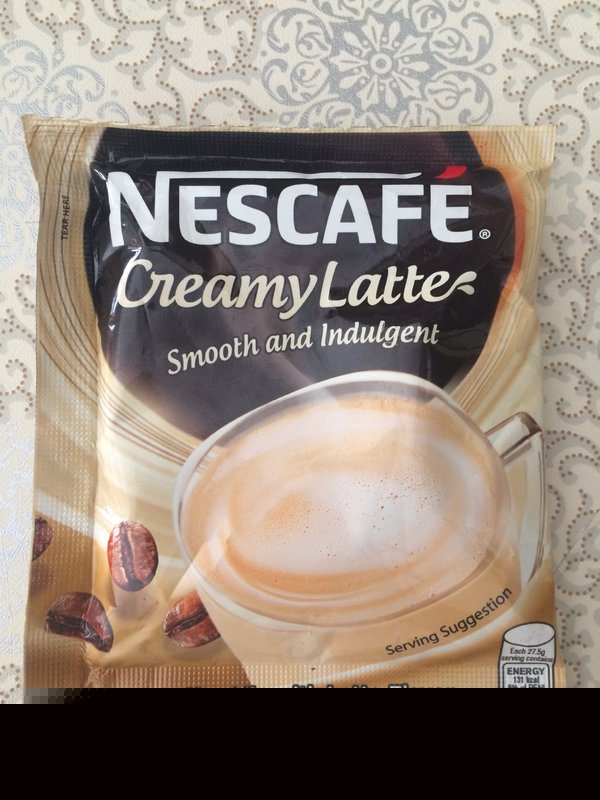 TEAR HERE
NESCAFÉ®
Creamy Latte
Smooth and Indulgent
Serving Suggestion
Each 27.5g
serving contains
ENERGY
131 kcal